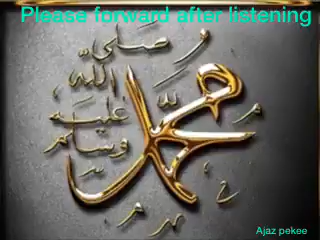 Please forward after listening
محمد
صلى
الله
عليه
وسلم
Ajaz pekee